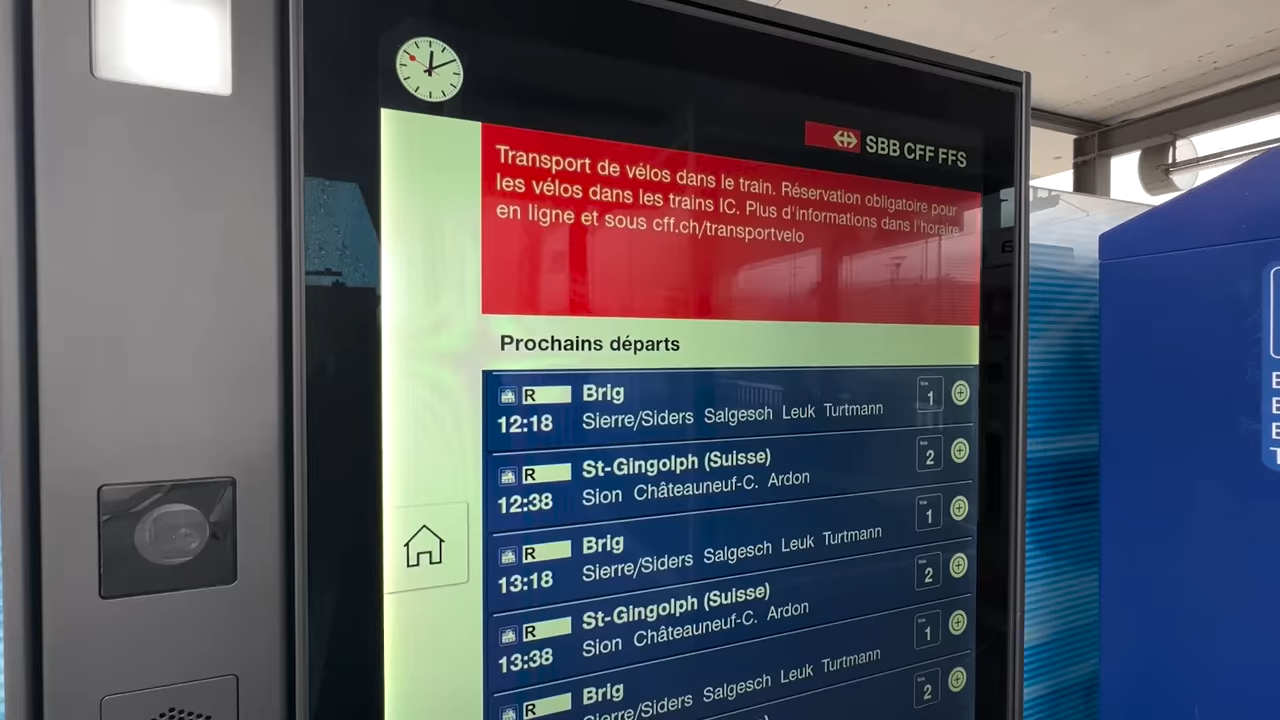 SBB CFF FFS
Transport de vélos dans le train. Réservation obligatoire pour
les vélos dans les trains IC. Plus d'informations dans l'horaire
en ligne et sous cff.ch/transportvelo
Prochains départs
R Brig 1
12:18 Sierre/Siders Salgesch Leuk Turtmann
R St-Gingolph (Suisse) 2
12:38 Sion Châteauneuf-C. Ardon
R Brig 1
13:18 Sierre/Siders Salgesch Leuk Turtmann
R St-Gingolph (Suisse) 2
13:38 Sion Châteauneuf-C. Ardon
R Brig 1
Sierre/Siders Salgesch Leuk Turtmann
2